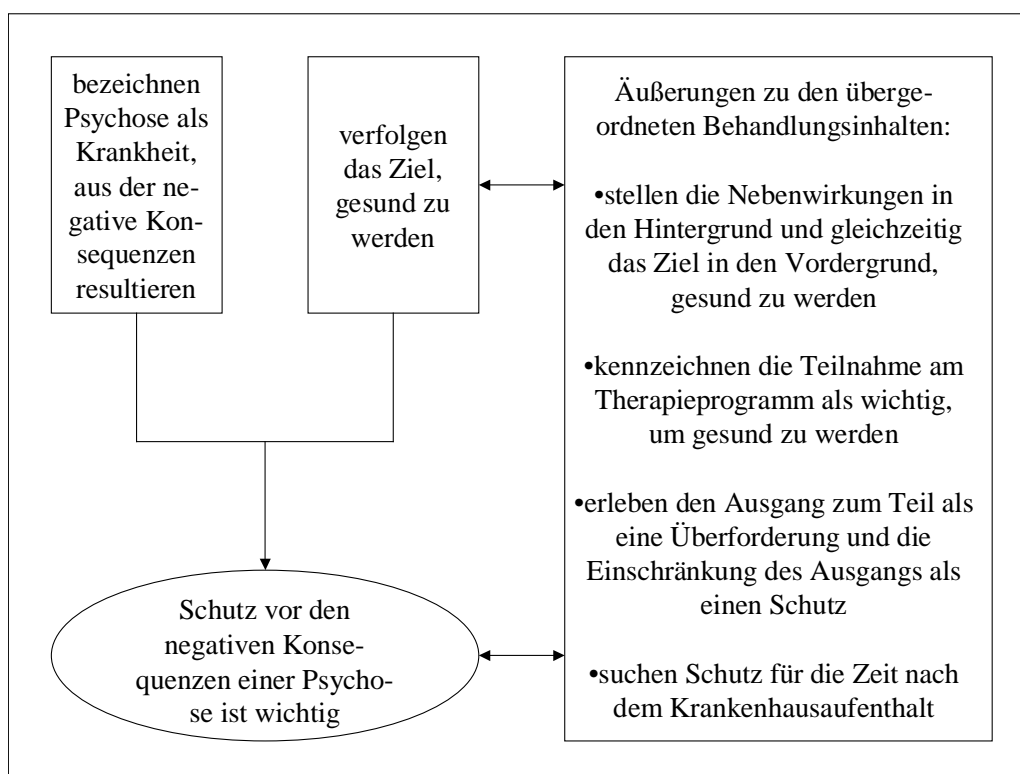 bezeichnen
Psychose als
Krankheit,
aus der ne-
gative Kon-
sequenzen
resultieren
verfolgen
das Ziel,
gesund zu
werden
Äußerungen zu den überge-
ordneten Behandlungsinhalten:
•stellen die Nebenwirkungen in
den Hintergrund und gleichzeitig
das Ziel in den Vordergrund,
gesund zu werden
•kennzeichnen die Teilnahme am
Therapieprogramm als wichtig,
um gesund zu werden
•erleben den Ausgang zum Teil als
eine Überforderung und die
Einschränkung des Ausgangs als
einen Schutz
•suchen Schutz für die Zeit nach
dem Krankenhausaufenthalt
Schutz vor den
negativen Konse-
quenzen einer Psycho-
se ist wichtig